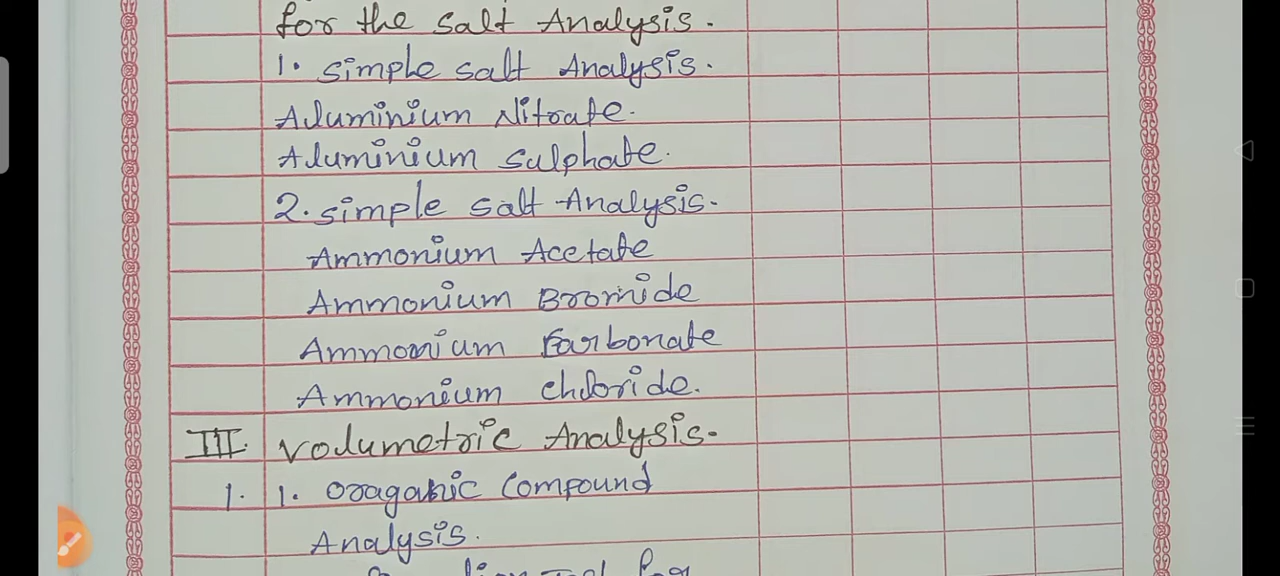 for the salt Analysis.
1. simple salt Analysis.
Aluminium Nitrate.
Aluminium sulphate.
2. simple salt Analysis.
Ammonium Acetate
Ammonium Bromide
Ammonium Carbonate
Ammonium chloride.
III. Volumetric Analysis.
1. 1. Oraganic Compound
Analysis.